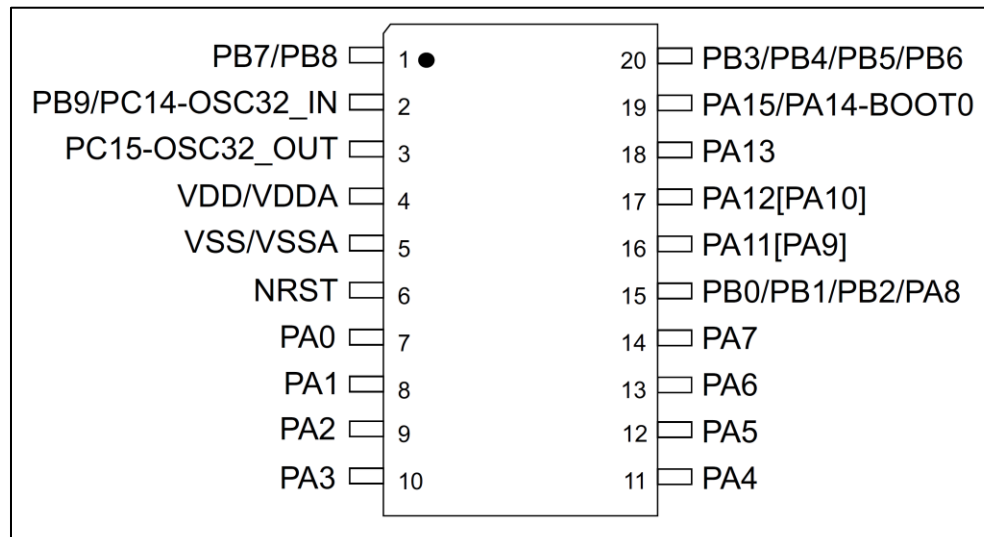 PB7/PB8 1 20 PB3/PB4/PB5/PB6
PB9/PC14-OSC32_IN 2 19 PA15/PA14-BOOT0
PC15-OSC32_OUT 3 18 PA13
VDD/VDDA 4 17 PA12[PA10]
VSS/VSSA 5 16 PA11[PA9]
NRST 6 15 PB0/PB1/PB2/PA8
PA0 7 14 PA7
PA1 8 13 PA6
PA2 9 12 PA5
PA3 10 11 PA4